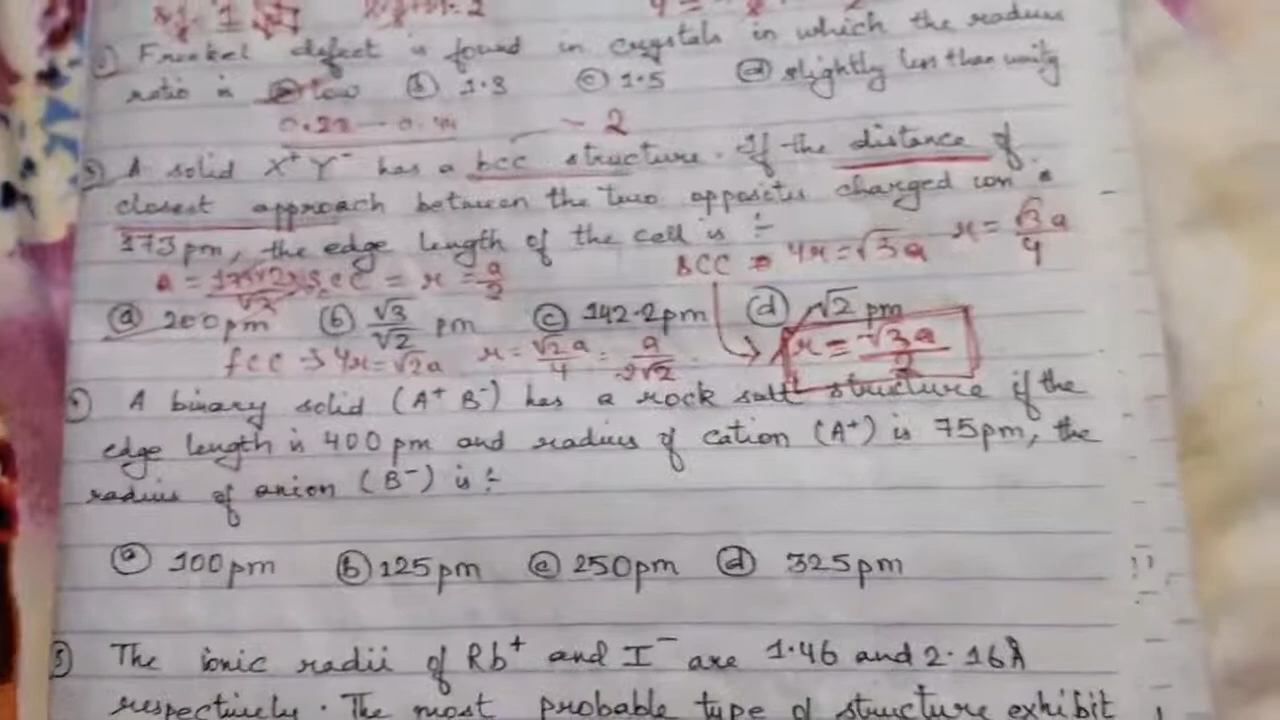 Frenkel defect is found in crystals in which the radius
ratio is (a) low (b) 1.3 (c) 1.5 (d) slightly less than unity
0.22 - 0.44 - 2
3) A solid X⁺ Y⁻ has a bcc structure. If the distance of
closest approach between the two opposites charged ion
173pm, the edge length of the cell is :-
BCC 4r = √3a r = √3a/4
r = a/2
(a) 200pm (b) √3/√2 pm (c) 142.2pm (d) √2 pm
fcc → 4r = √2a r = √2a/4 = a/2√2 r = √3a/2
A binary solid (A⁺ B⁻) has a rock salt structure if the
edge length is 400 pm and radius of cation (A⁺) is 75pm, the
radius of anion (B⁻) is :-
(a) 100pm (b) 125pm (c) 250pm (d) 325pm
5) The ionic radii of Rb⁺ and I⁻ are 1.46 and 2.16Å
respectively. The most probable type of structure exhibit